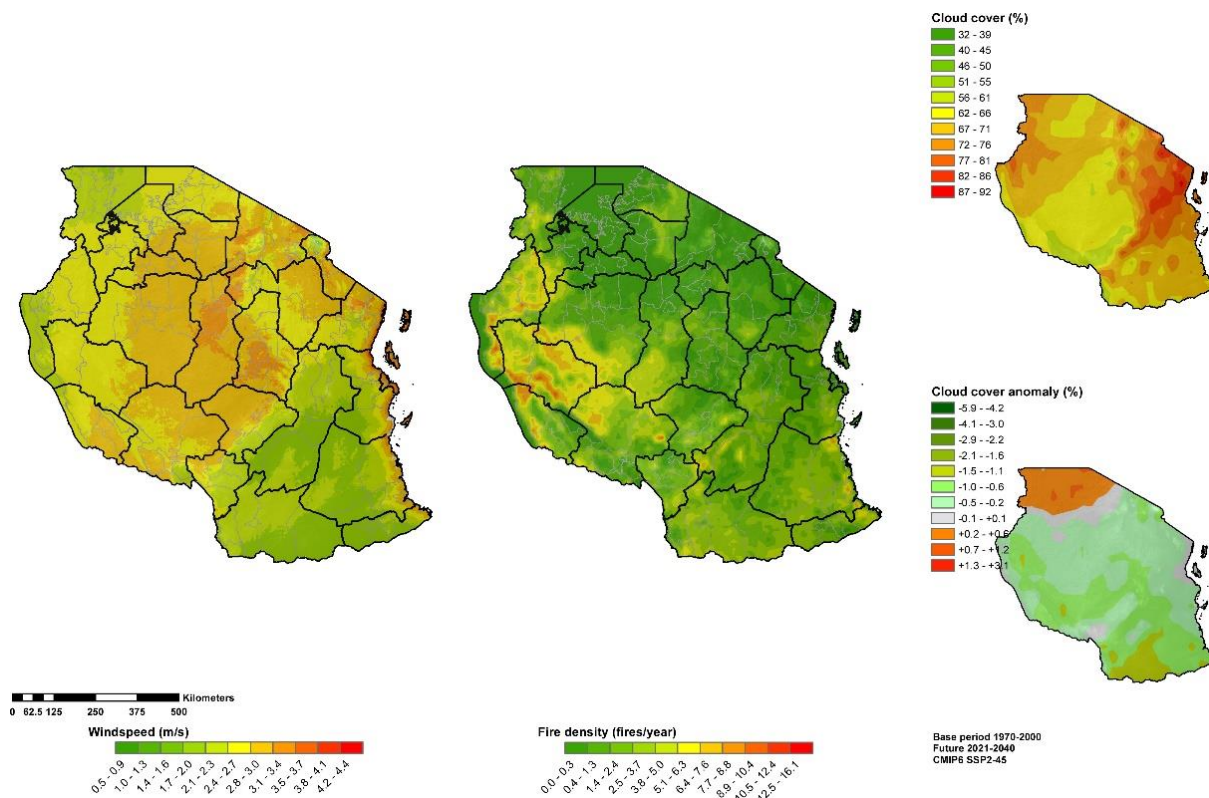 Cloud cover (%)
32 - 39
40 - 45
46 - 50
51 - 55
56 - 61
62 - 66
67 - 71
72 - 76
77 - 81
82 - 86
87 - 92
Cloud cover anomaly (%)
-5.9 - -4.2
-4.1 - -3.0
-2.9 - -2.2
-2.1 - -1.6
-1.5 - -1.1
-1.0 - -0.6
-0.5 - -0.2
-0.1 - +0.1
+0.2 - +0.6
+0.7 - +1.2
+1.3 - +3.1
Kilometers
0 62.5 125 250 375 500
Windspeed (m/s)
0.5 - 0.9
1.0 - 1.3
1.4 - 1.6
1.7 - 2.0
2.1 - 2.3
2.4 - 2.7
2.8 - 3.0
3.1 - 3.4
3.5 - 3.7
3.8 - 4.1
4.2 - 4.4
Fire density (fires/year)
0.0 - 0.3
0.4 - 1.3
1.4 - 2.4
2.5 - 3.7
3.8 - 5.0
5.1 - 6.3
6.4 - 7.6
7.7 - 8.8
8.9 - 10.4
10.5 - 12.4
12.5 - 16.1
Base period 1970-2000
Future 2021-2040
CMIP6 SSP2-45